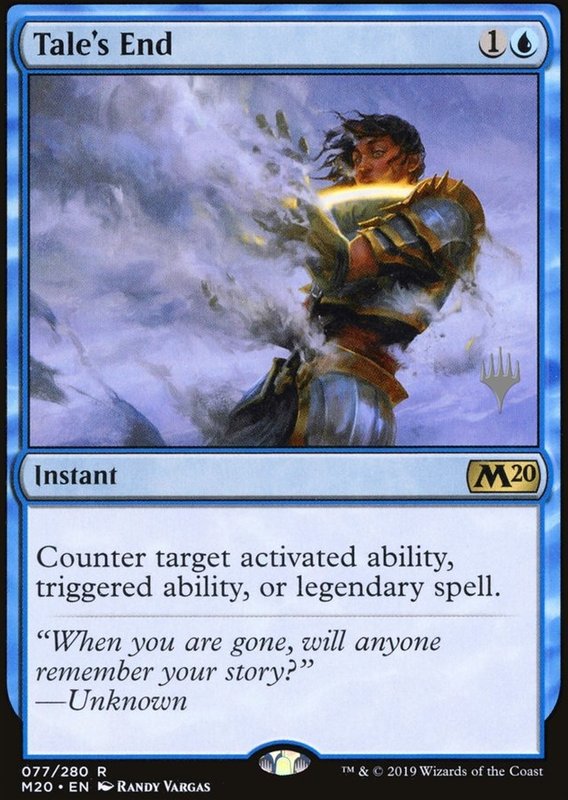 Tale's End 1
Instant M20
Counter target activated ability,
triggered ability, or legendary spell.
“When you are gone, will anyone
remember your story?”
—Unknown
077/280 R
M20 • EN RANDY VARGAS
™ & © 2019 Wizards of the Coast